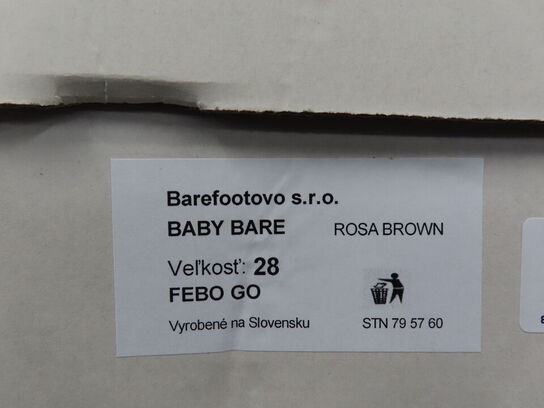 Barefootovo s.r.o.
BABY BARE ROSA BROWN
Veľkosť: 28
FEBO GO
Vyrobené na Slovensku STN 79 57 60